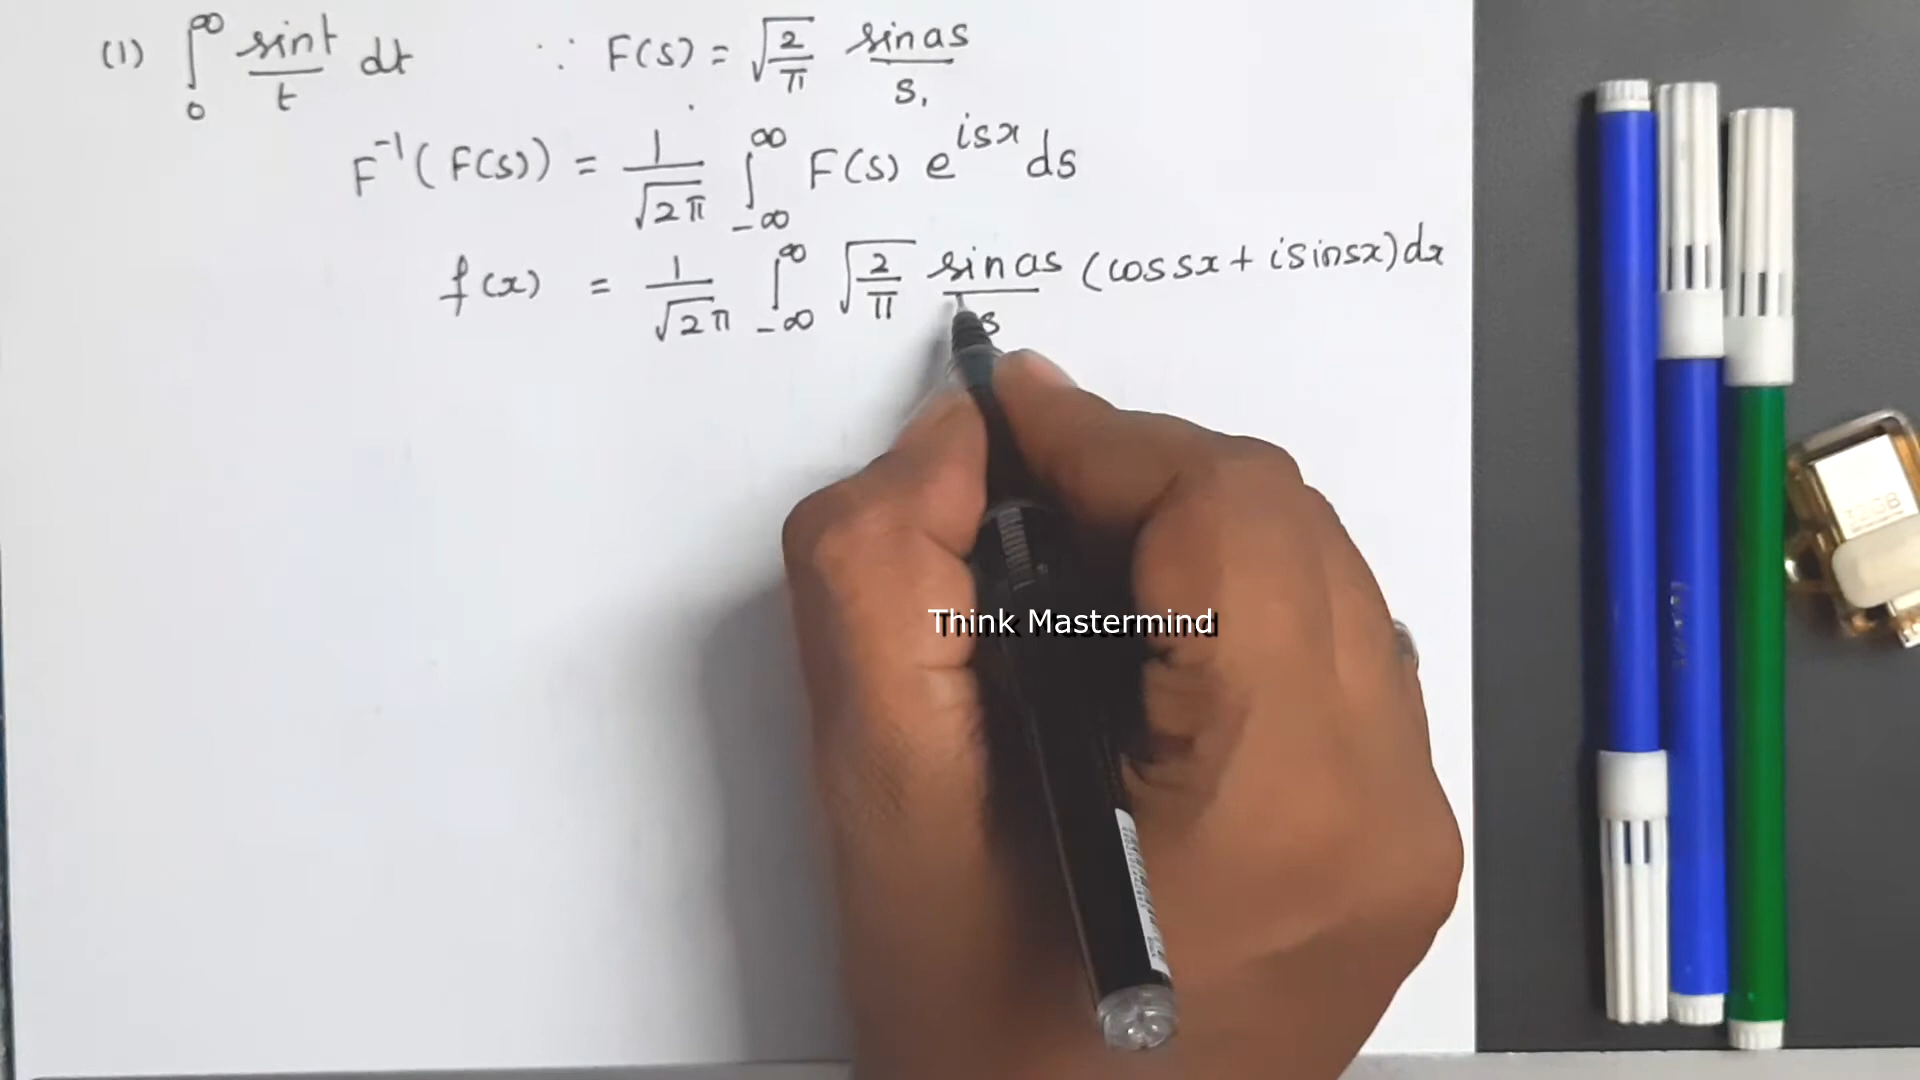 (1) ∫₀^∞ sint/t dt ∵ F(s) = √(2/π) sinas/s,
F⁻¹(F(s)) = 1/√2π ∫₋∞^∞ F(s) e^isx ds
f(x) = 1/√2π ∫₋∞^∞ √(2/π) sinas/s (cossx + isinsx)dx
Think Mastermind